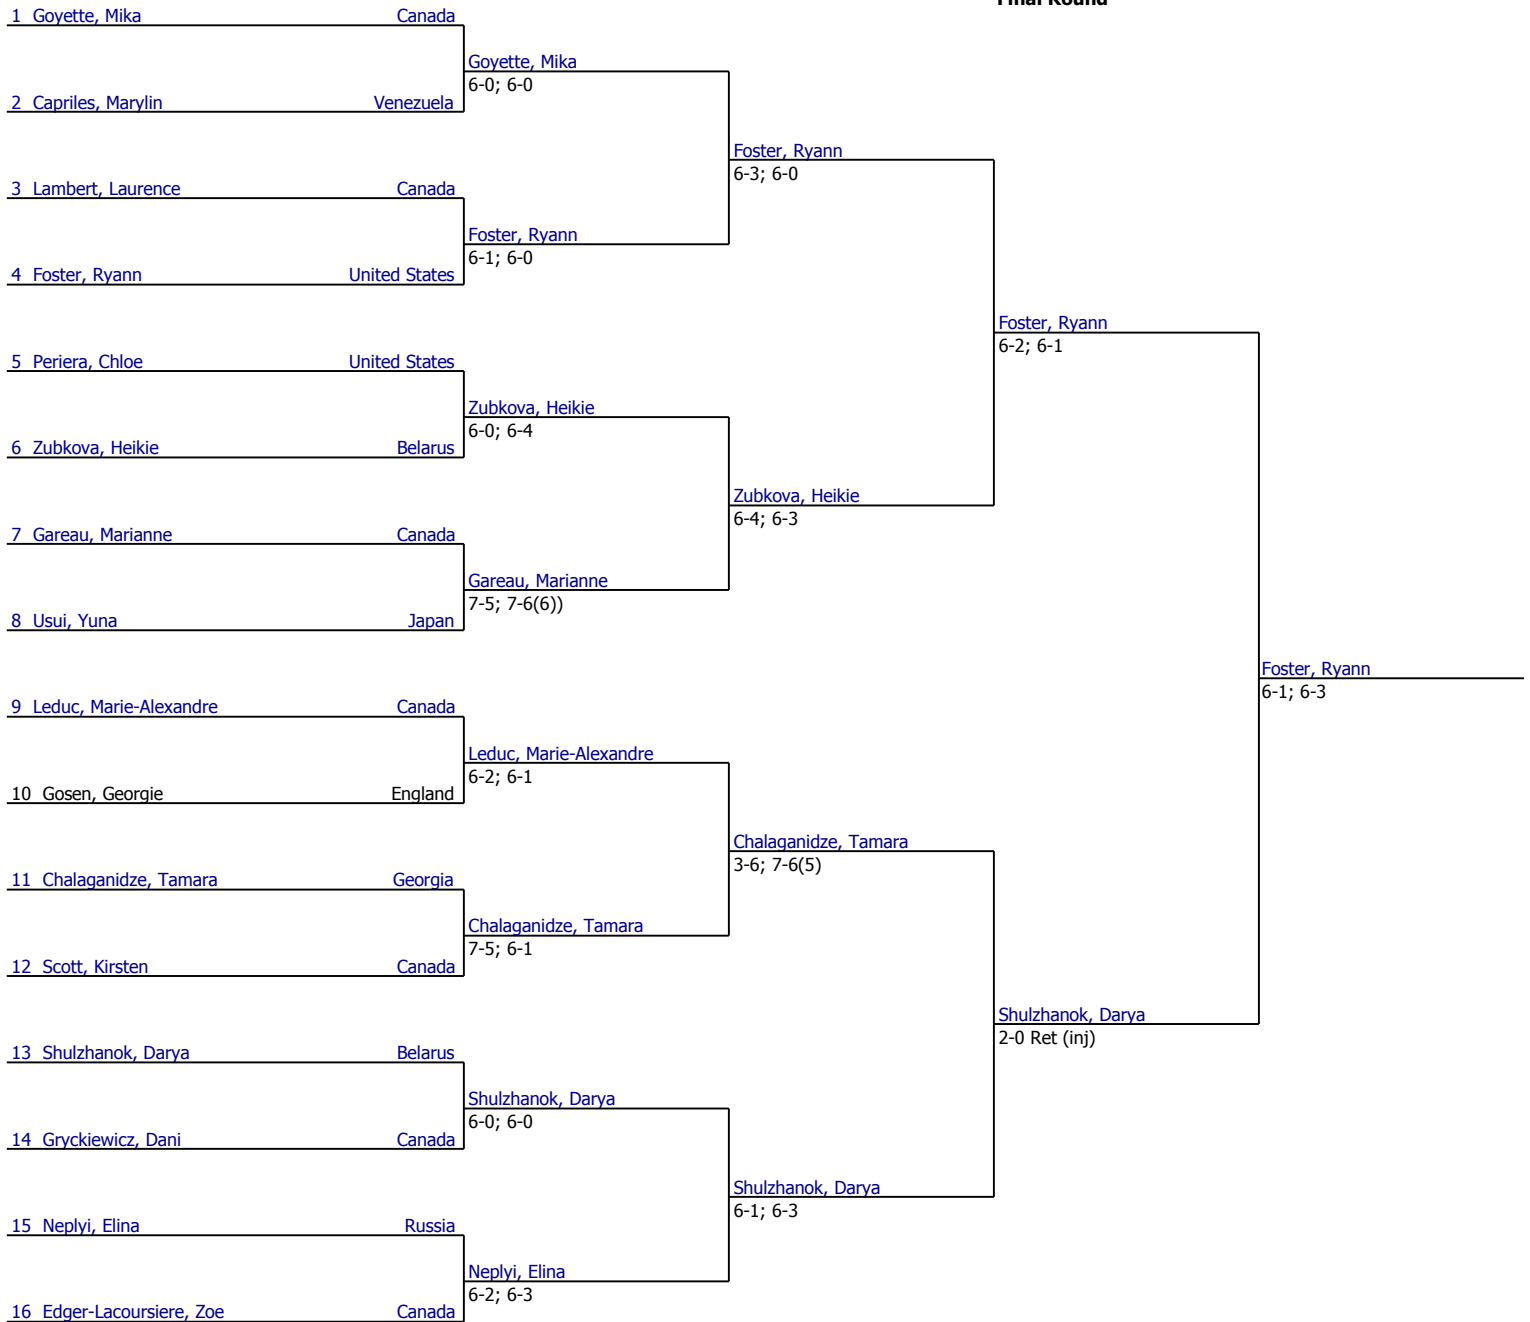 Final Round
1 Goyette, Mika Canada
Goyette, Mika
6-0; 6-0
2 Capriles, Marylin Venezuela
Foster, Ryann
6-3; 6-0
3 Lambert, Laurence Canada
Foster, Ryann
6-1; 6-0
4 Foster, Ryann United States
Foster, Ryann
6-2; 6-1
5 Periera, Chloe United States
Zubkova, Heikie
6-0; 6-4
6 Zubkova, Heikie Belarus
Zubkova, Heikie
6-4; 6-3
7 Gareau, Marianne Canada
Gareau, Marianne
7-5; 7-6(6))
8 Usui, Yuna Japan
Foster, Ryann
6-1; 6-3
9 Leduc, Marie-Alexandre Canada
Leduc, Marie-Alexandre
6-2; 6-1
10 Gosen, Georgie England
Chalaganidze, Tamara
3-6; 7-6(5)
11 Chalaganidze, Tamara Georgia
Chalaganidze, Tamara
7-5; 6-1
12 Scott, Kirsten Canada
Shulzhanok, Darya
2-0 Ret (inj)
13 Shulzhanok, Darya Belarus
Shulzhanok, Darya
6-0; 6-0
14 Gryckiewicz, Dani Canada
Shulzhanok, Darya
6-1; 6-3
15 Neplyi, Elina Russia
Neplyi, Elina
6-2; 6-3
16 Edger-Lacoursiere, Zoe Canada